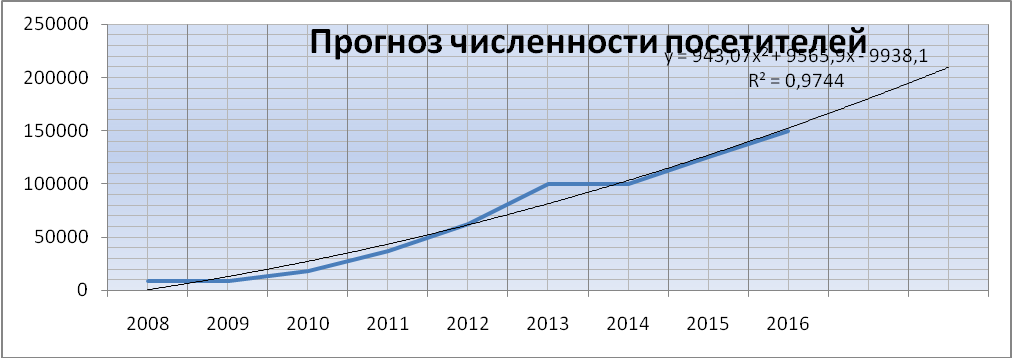 Прогноз численности посетителей
y = 943,07x² + 9565,9x - 9938,1
R² = 0,9744
250000
200000
150000
100000
50000
0
2008 2009 2010 2011 2012 2013 2014 2015 2016